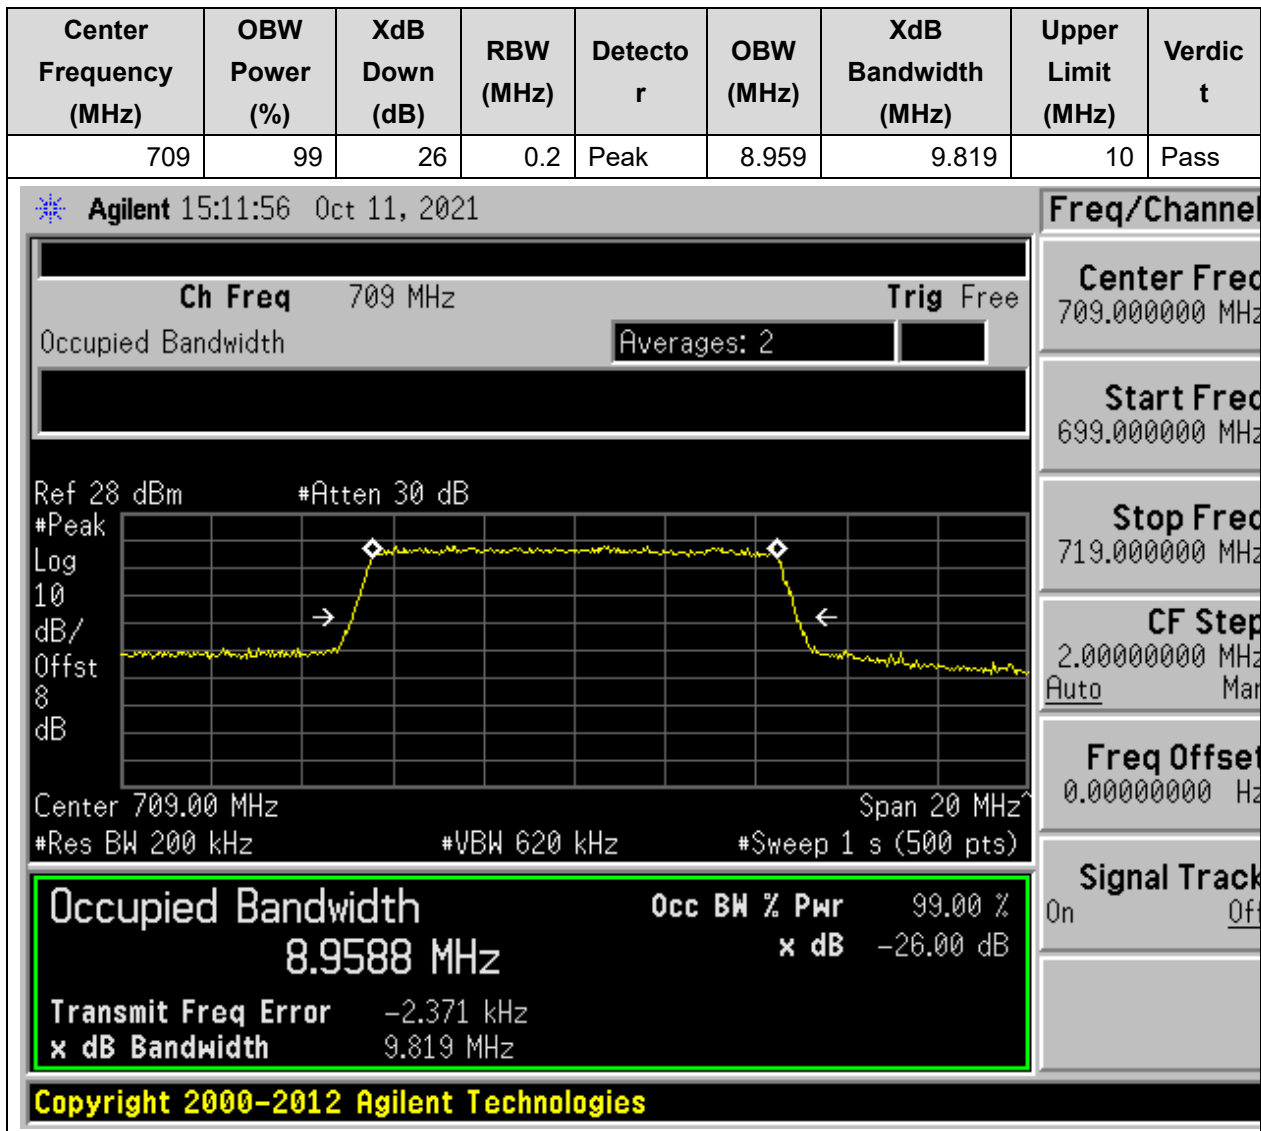 Center Frequency (MHz) OBW Power (%) XdB Down (dB) RBW (MHz) Detector OBW (MHz) XdB Bandwidth (MHz) Upper Limit (MHz) Verdict
709 99 26 0.2 Peak 8.959 9.819 10 Pass
Agilent 15:11:56 Oct 11, 2021
Freq/Channel
Ch Freq 709 MHz Trig Free
Occupied Bandwidth Averages: 2
Center Freq
709.000000 MHz
Start Freq
699.000000 MHz
Stop Freq
719.000000 MHz
CF Step
2.00000000 MHz
Auto Man
Freq Offset
0.00000000 Hz
Signal Track
On Off
Ref 28 dBm #Atten 30 dB
#Peak
Log
10
dB/
Offst
8
dB
Center 709.00 MHz Span 20 MHz^
#Res BW 200 kHz #VBW 620 kHz #Sweep 1 s (500 pts)
Occupied Bandwidth
8.9588 MHz
Occ BW % Pwr 99.00 %
x dB -26.00 dB
Transmit Freq Error -2.371 kHz
x dB Bandwidth 9.819 MHz
Copyright 2000-2012 Agilent Technologies